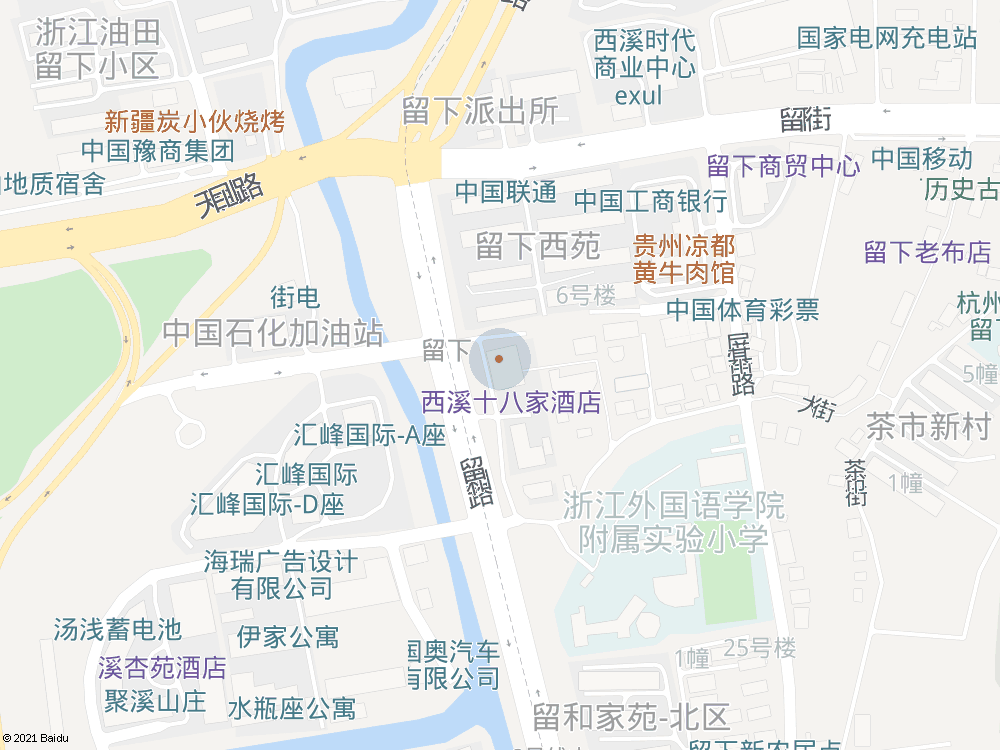 浙江油田
留下小区
西溪时代
商业中心
exul
国家电网充电站
新疆炭小伙烧烤
留下派出所
留下街
中国豫商集团
地质宿舍
天目山路
中国联通
中国工商银行
留下商贸中心
中国移动
历史古
留下西苑
贵州凉都
黄牛肉馆
留下老布店
6号楼
街电
中国石化加油站
中国体育彩票
杭州
留下
留下
西溪十八家酒店
5幢
大街
茶市新村
汇峰国际-A座
汇峰国际
汇峰国际-D座
留和路
茶市街
1幢
浙江外国语学院
附属实验小学
海瑞广告设计
有限公司
汤浅蓄电池
伊家公寓
溪杏苑酒店
聚溪山庄
水瓶座公寓
国奥汽车
有限公司
25号楼
1幢
留和家苑-北区
留下新农居点
© 2021 Baidu